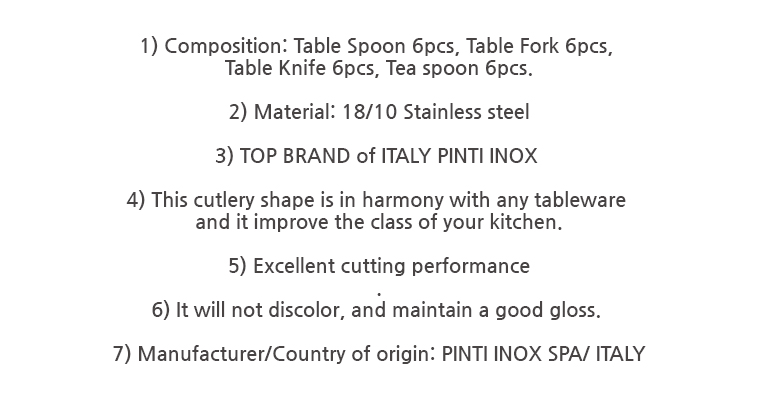 1) Composition: Table Spoon 6pcs, Table Fork 6pcs,
Table Knife 6pcs, Tea spoon 6pcs.
2) Material: 18/10 Stainless steel
3) TOP BRAND of ITALY PINTI INOX
4) This cutlery shape is in harmony with any tableware
and it improve the class of your kitchen.
5) Excellent cutting performance
.
6) It will not discolor, and maintain a good gloss.
7) Manufacturer/Country of origin: PINTI INOX SPA/ ITALY